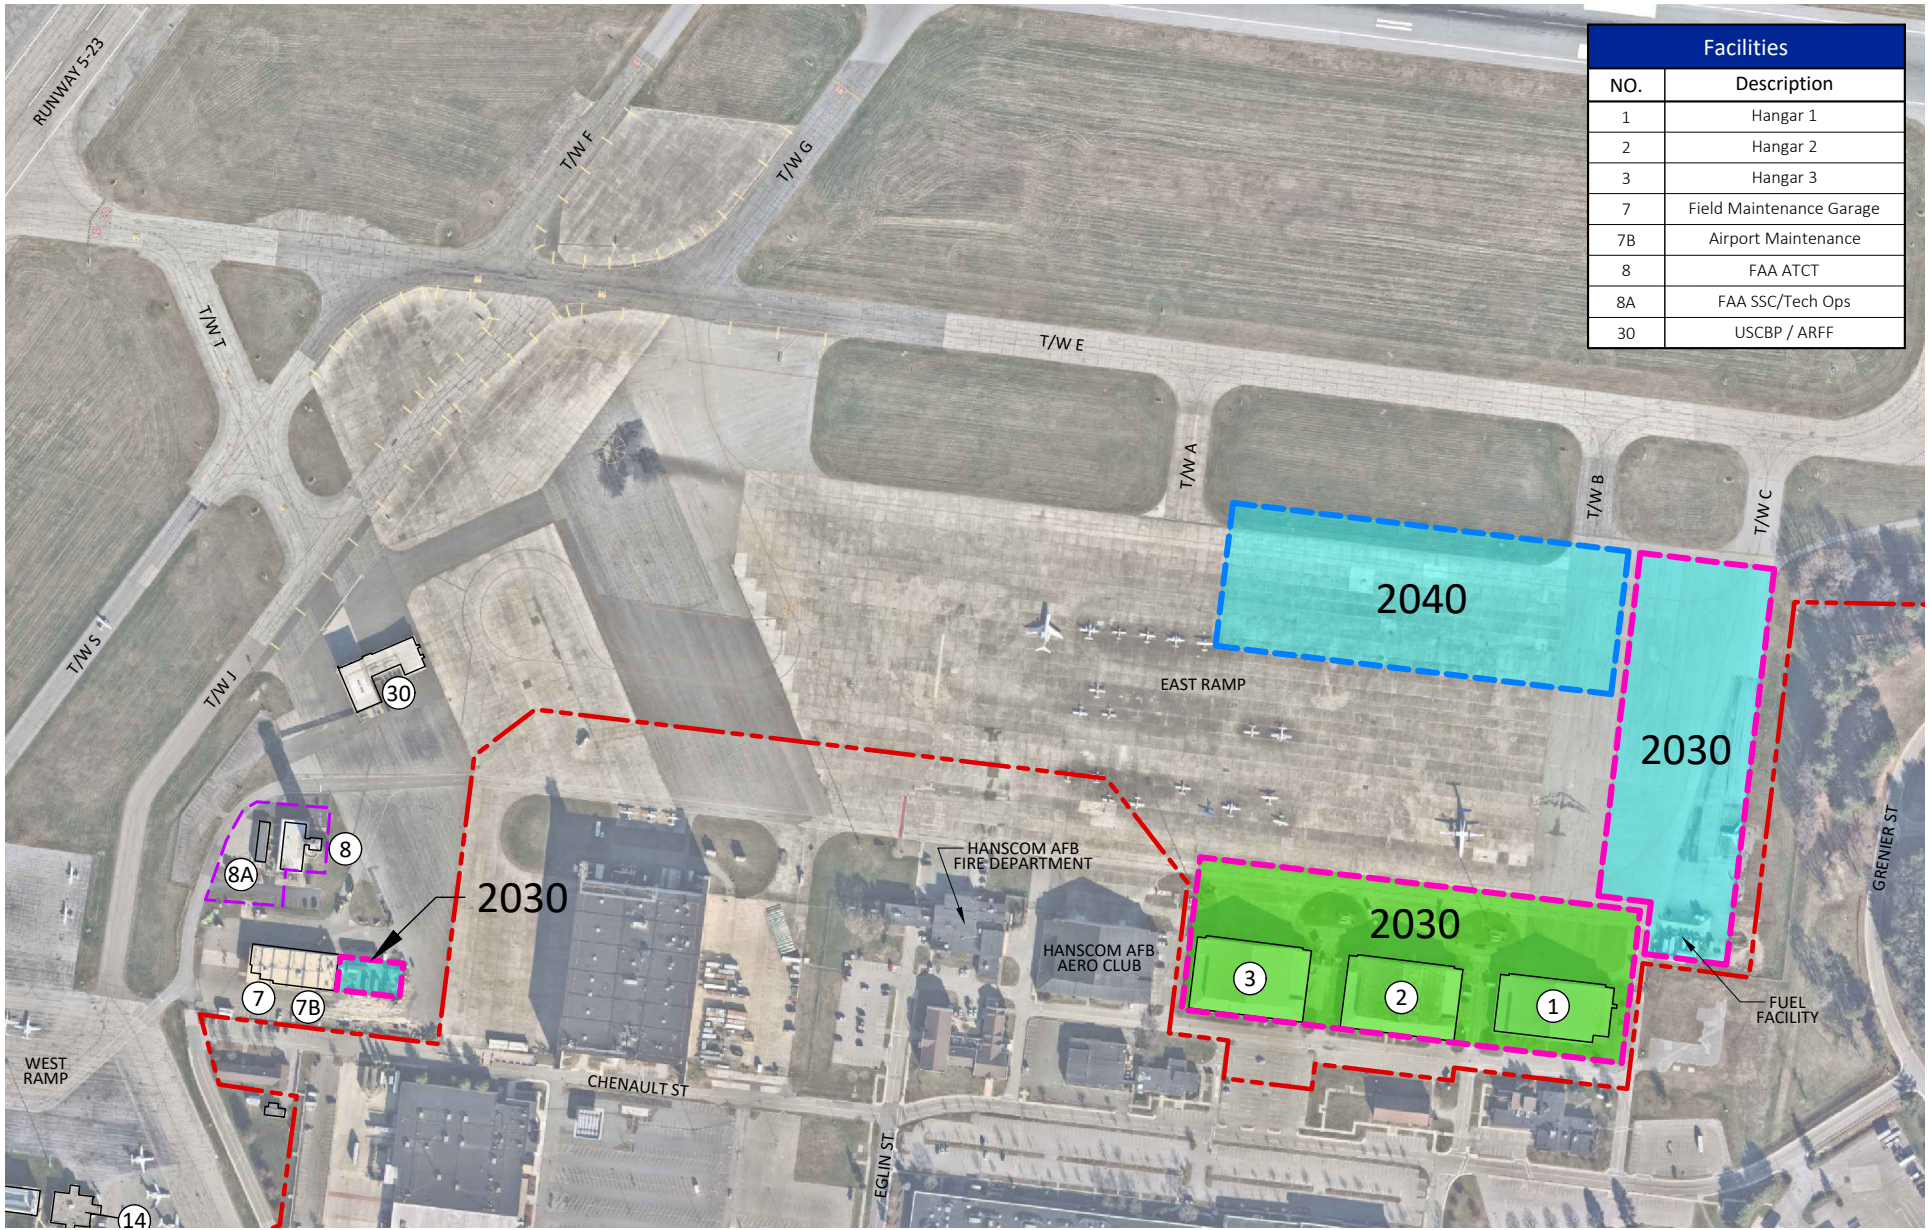 RUNWAY 5-23
T/W F
T/W G
Facilities
NO. Description
1 Hangar 1
2 Hangar 2
3 Hangar 3
7 Field Maintenance Garage
7B Airport Maintenance
8 FAA ATCT
8A FAA SSC/Tech Ops
30 USCBP / ARFF
T/W T
T/W E
T/W A
T/W B
T/W C
2040
T/W S
T/W J
30
EAST RAMP
2030
8
8A
HANSCOM AFB
FIRE DEPARTMENT
GRENIER ST
2030
2030
HANSCOM AFB
AERO CLUB
3
2
1
7
7B
FUEL
FACILITY
WEST
RAMP
CHENAULT ST
EGLIN ST
14